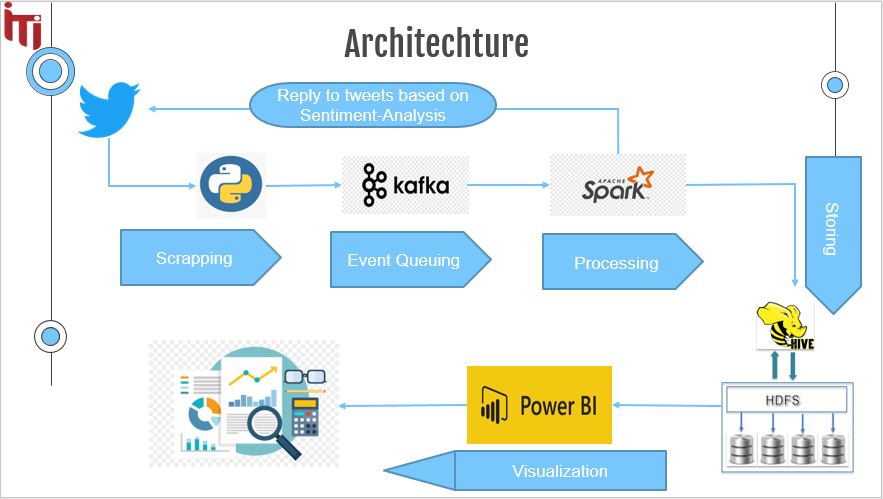 iTi
Architechture
Reply to tweets based on
Sentiment-Analysis
kafka
APACHE
Spark™
Scrapping
Event Queuing
Processing
Storing
HIVE
HDFS
Power BI
Visualization